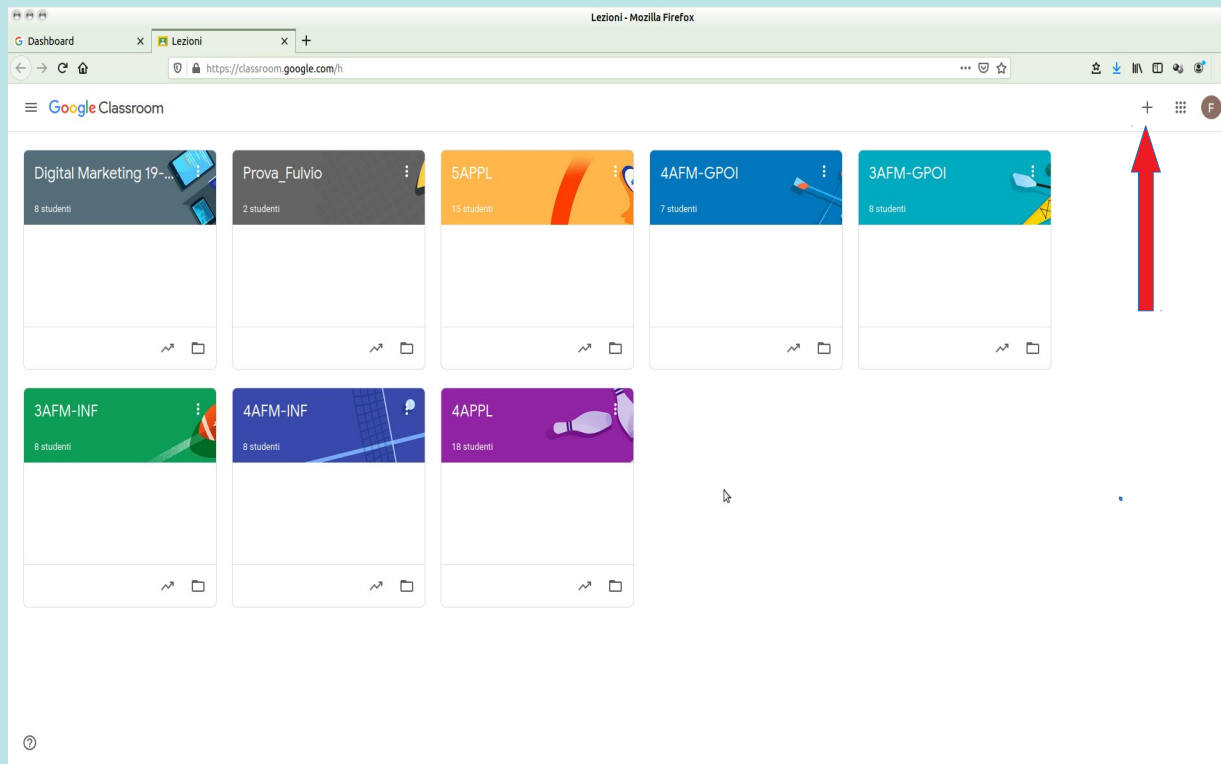 Lezioni - Mozilla Firefox
G Dashboard X Lezioni X +
https://classroom.google.com/h
Google Classroom
F
Digital Marketing 19-...
8 studenti
Prova_Fulvio
2 studenti
5APPL
15 studenti
4AFM-GPOI
7 studenti
3AFM-GPOI
8 studenti
3AFM-INF
8 studenti
4AFM-INF
8 studenti
4APPL
18 studenti